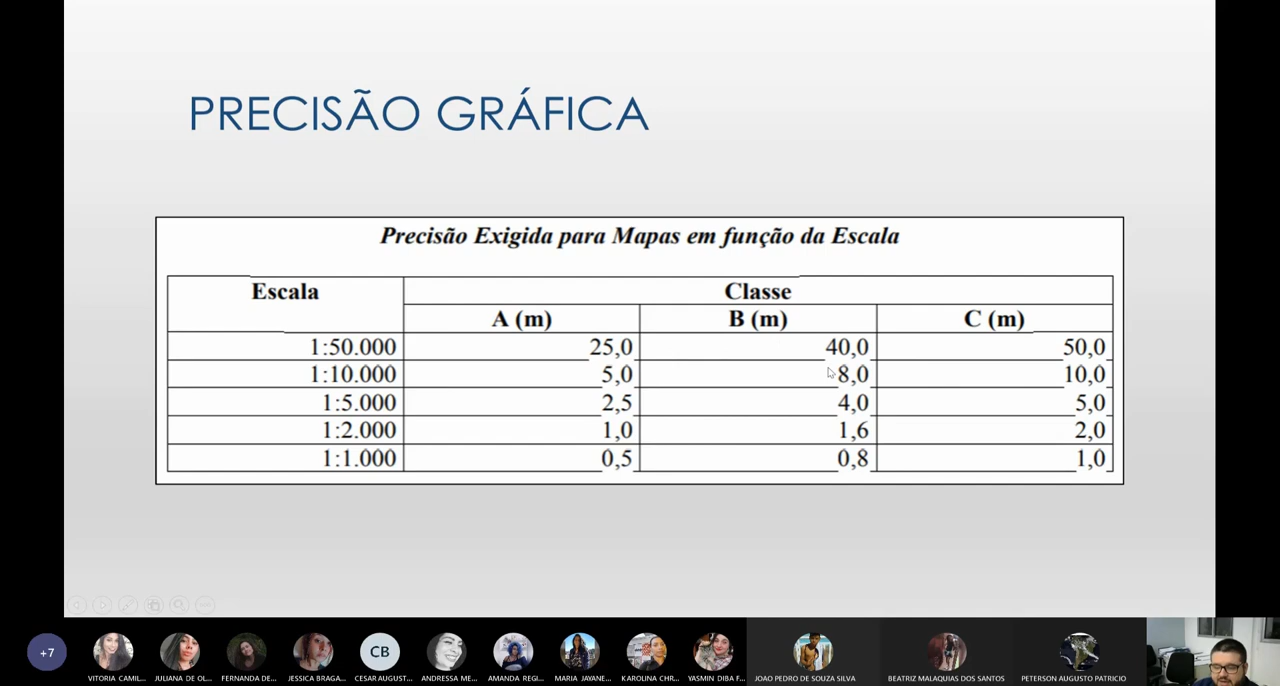 PRECISÃO GRÁFICA
Precisão Exigida para Mapas em função da Escala
Escala Classe
A (m) B (m) C (m)
1:50.000 25,0 40,0 50,0
1:10.000 5,0 8,0 10,0
1:5.000 2,5 4,0 5,0
1:2.000 1,0 1,6 2,0
1:1.000 0,5 0,8 1,0
+7 CB
VITORIA CAMIL... JULIANA DE OL... FERNANDA DE... JESSICA BRAGA... CESAR AUGUST... ANDRESSA ME... AMANDA REGI... MARIA JAYANE... KAROLINA CHR... YASMIN DIBA F... JOAO PEDRO DE SOUZA SILVA BEATRIZ MALAQUIAS DOS SANTOS PETERSON AUGUSTO PATRICIO